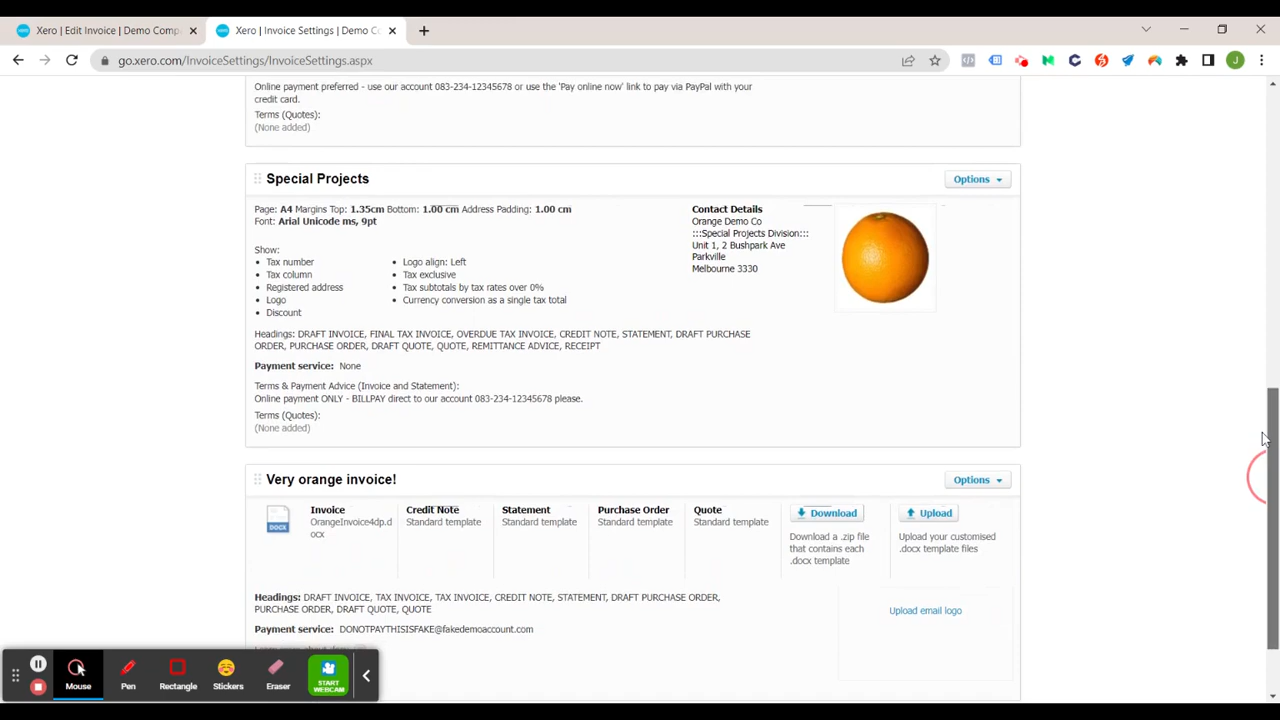 Xero | Edit Invoice | Demo Comp
Xero | Invoice Settings | Demo C
go.xero.com/InvoiceSettings/InvoiceSettings.aspx
J
Online payment preferred - use our account 083-234-12345678 or use the 'Pay online now' link to pay via PayPal with your
credit card.
Terms (Quotes):
(None added)
Special Projects
Options
Page: A4 Margins Top: 1.35cm Bottom: 1.00 cm Address Padding: 1.00 cm
Font: Arial Unicode ms, 9pt
Show:
• Tax number
• Tax column
• Registered address
• Logo
• Discount
• Logo align: Left
• Tax exclusive
• Tax subtotals by tax rates over 0%
• Currency conversion as a single tax total
Contact Details
Orange Demo Co
:::Special Projects Division:::
Unit 1, 2 Bushpark Ave
Parkville
Melbourne 3330
Headings: DRAFT INVOICE, FINAL TAX INVOICE, OVERDUE TAX INVOICE, CREDIT NOTE, STATEMENT, DRAFT PURCHASE
ORDER, PURCHASE ORDER, DRAFT QUOTE, QUOTE, REMITTANCE ADVICE, RECEIPT
Payment service: None
Terms & Payment Advice (Invoice and Statement):
Online payment ONLY - BILLPAY direct to our account 083-234-12345678 please.
Terms (Quotes):
(None added)
Very orange invoice!
Options
DOCX
Invoice
OrangeInvoice4dp.d
ocx
Credit Note
Standard template
Statement
Standard template
Purchase Order
Standard template
Quote
Standard template
Download
Download a .zip file
that contains each
.docx template
Upload
Upload your customised
.docx template files
Headings: DRAFT INVOICE, TAX INVOICE, TAX INVOICE, CREDIT NOTE, STATEMENT, DRAFT PURCHASE ORDER,
PURCHASE ORDER, DRAFT QUOTE, QUOTE
Upload email logo
Payment service: DONOTPAYTHISISFAKE@fakedemoaccount.com
Mouse
Pen
Rectangle
Stickers
Eraser
START
WEBCAM